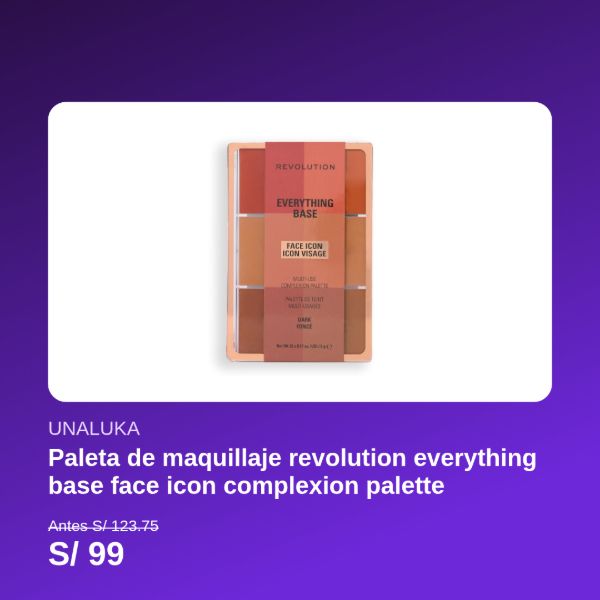 REVOLUTION
EVERYTHING
BASE
FACE ICON
ICON VISAGE
MULTI-USE
COMPLEXION PALETTE
PALETTE DE TEINT
MULTI-USAGES
DARK
FONCÉ
UNALUKA
Paleta de maquillaje revolution everything
base face icon complexion palette
Antes S/ 123.75
S/ 99